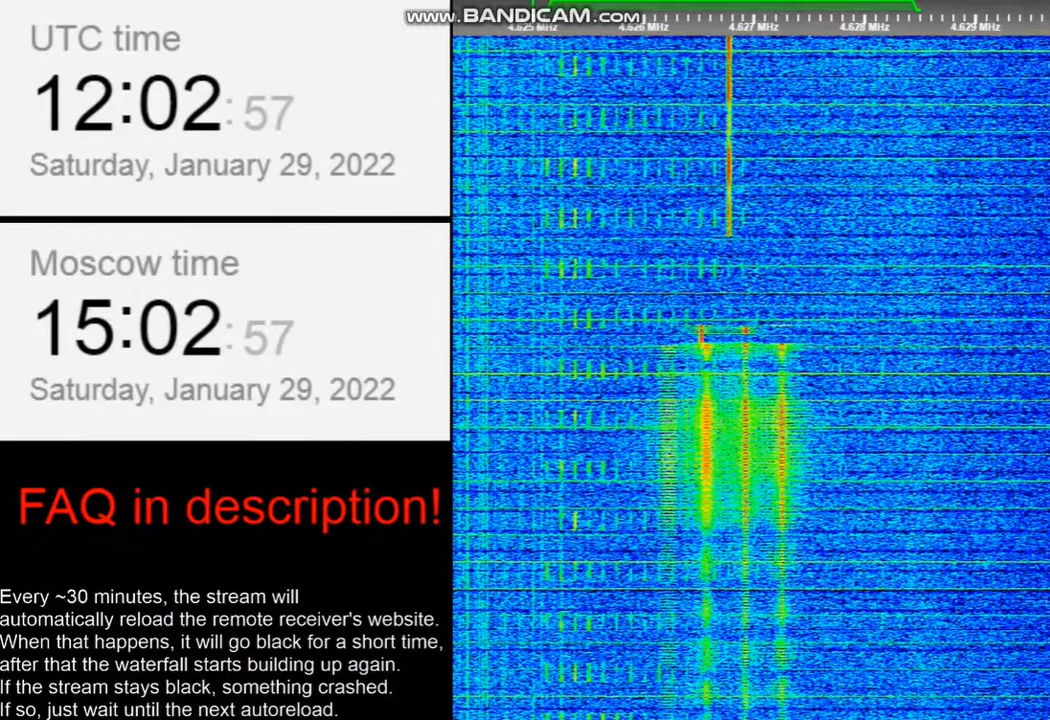 www.BANDICAM.com
4.625 MHz 4.626 MHz 4.627 MHz 4.628 MHz 4.629 MHz
UTC time
12:02:57
Saturday, January 29, 2022
Moscow time
15:02:57
Saturday, January 29, 2022
FAQ in description!
Every ~30 minutes, the stream will
automatically reload the remote receiver's website.
When that happens, it will go black for a short time,
after that the waterfall starts building up again.
If the stream stays black, something crashed.
If so, just wait until the next autoreload.